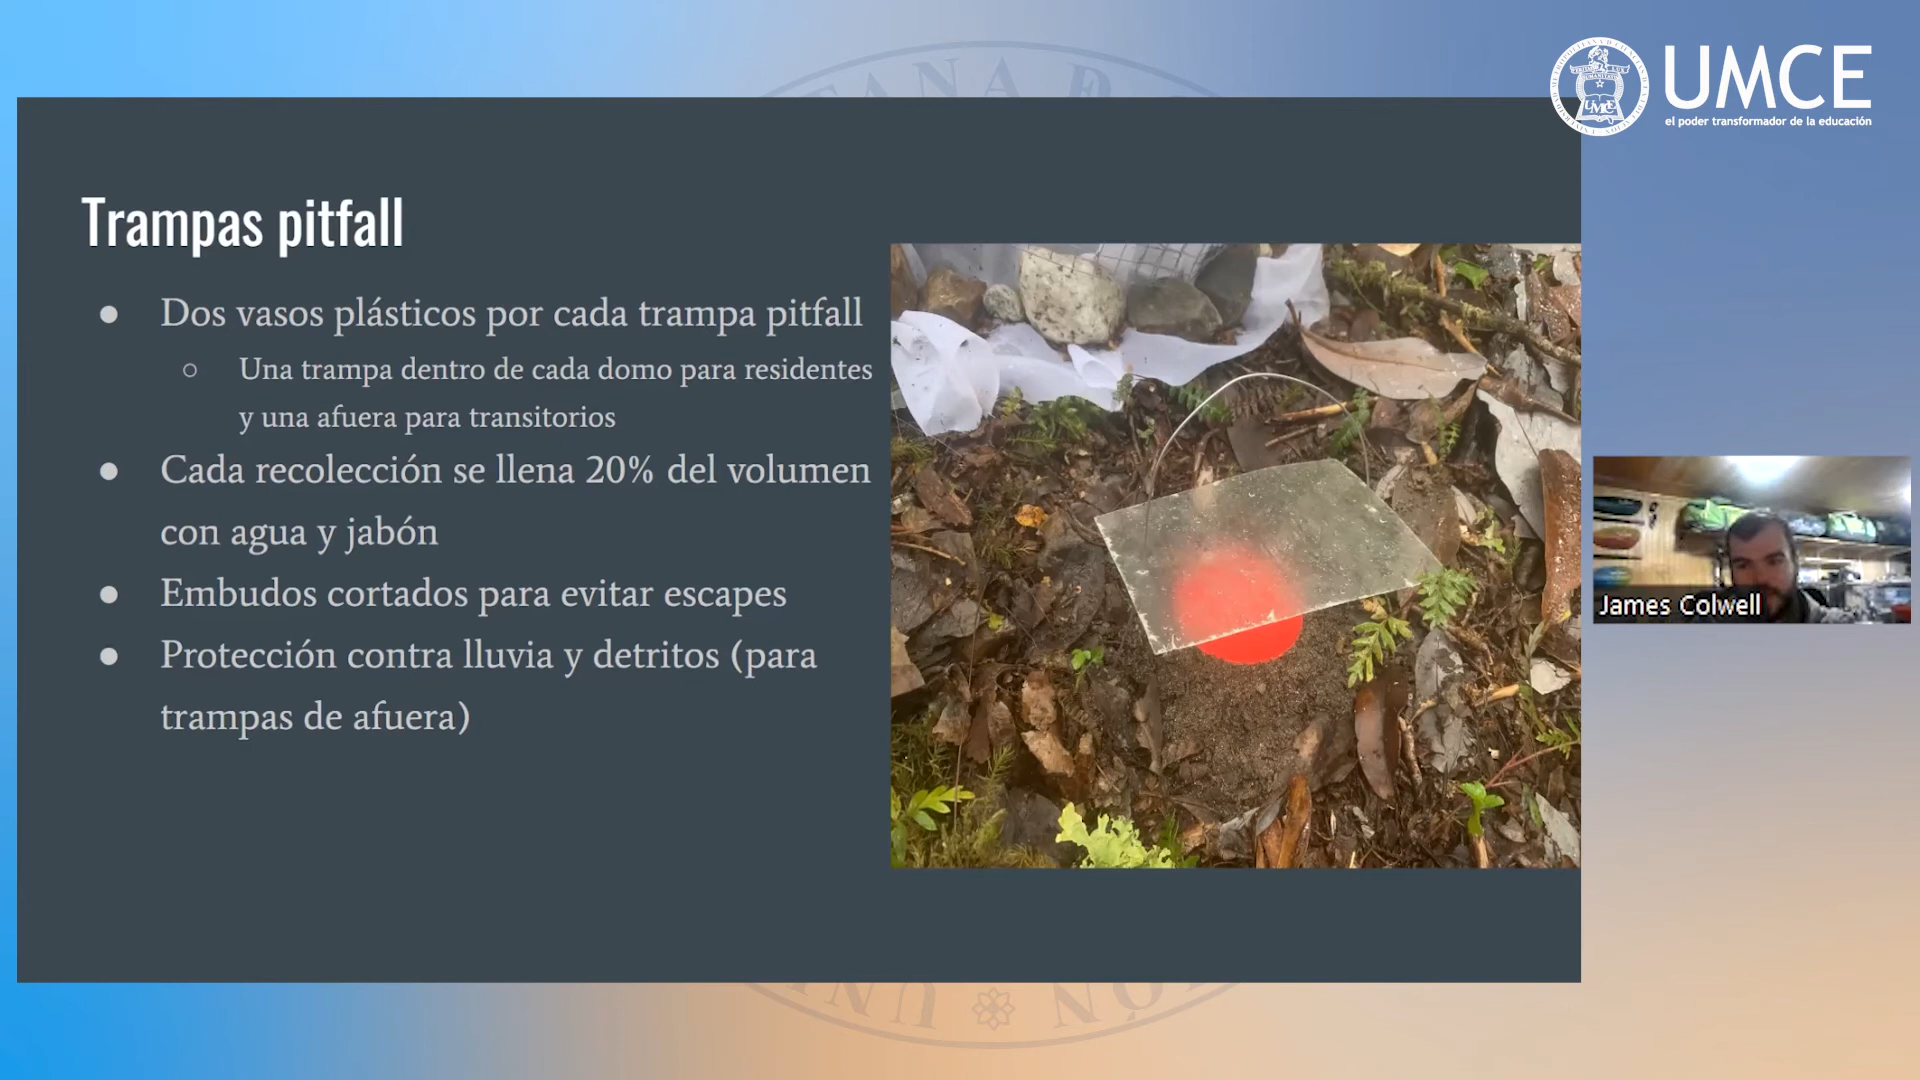 UMCE
el poder transformador de la educación
Trampas pitfall
● Dos vasos plásticos por cada trampa pitfall
○ Una trampa dentro de cada domo para residentes
y una afuera para transitorios
● Cada recolección se llena 20% del volumen
con agua y jabón
● Embudos cortados para evitar escapes
● Protección contra lluvia y detritos (para
trampas de afuera)
James Colwell